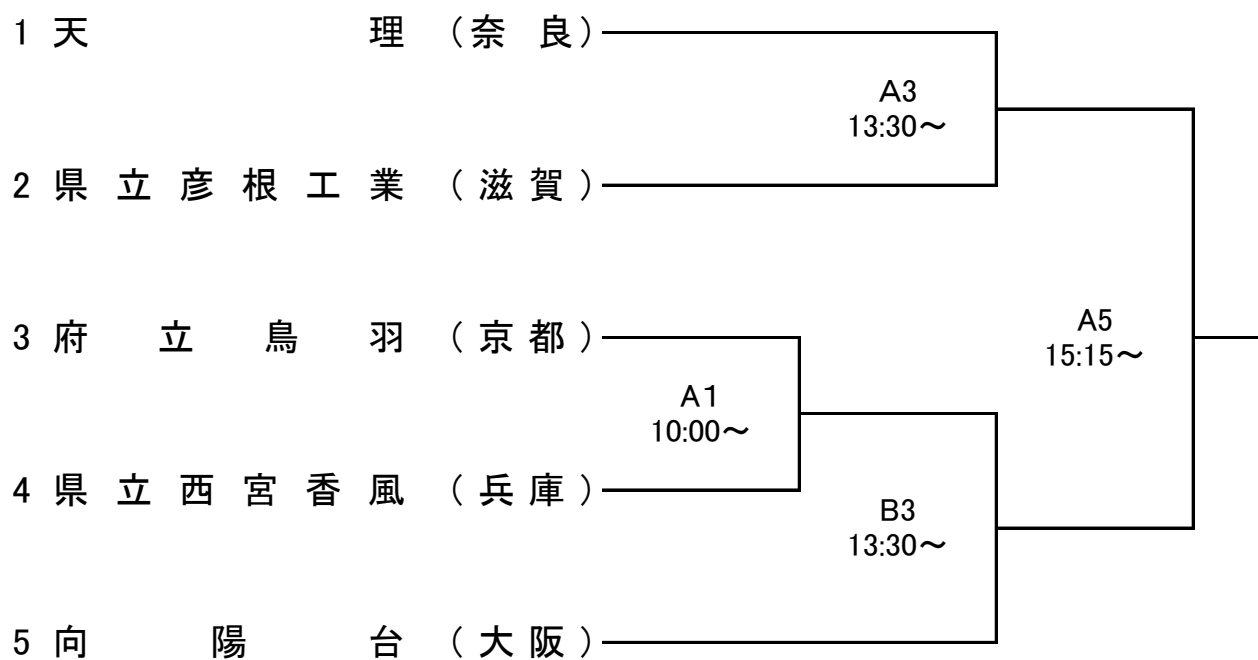 1 天理 (奈良)
A3
13:30～
2 県立彦根工業 (滋賀)
3 府立鳥羽 (京都)
A5
15:15～
A1
10:00～
4 県立西宮香風 (兵庫)
B3
13:30～
5 向陽台 (大阪)